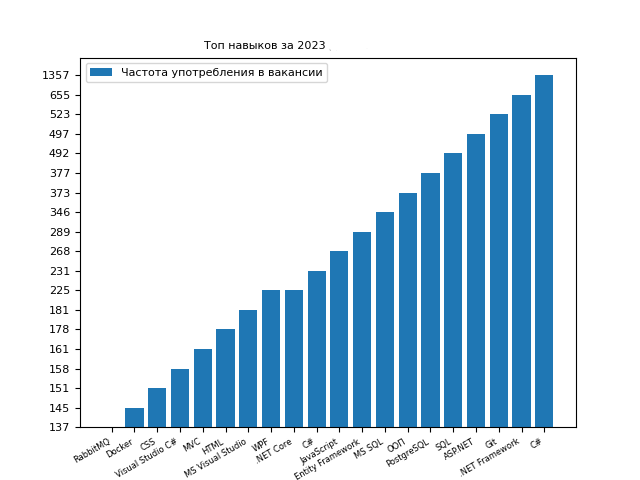 Топ навыков за 2023
Частота употребления в вакансии
1357
655
523
497
492
377
373
346
289
268
231
225
181
178
161
158
151
145
137
RabbitMQ
Docker
CSS
Visual Studio C#
MVC
HTML
MS Visual Studio
WPF
.NET Core
C#
JavaScript
Entity Framework
MS SQL
ООП
PostgreSQL
SQL
ASP.NET
Git
.NET Framework
C#